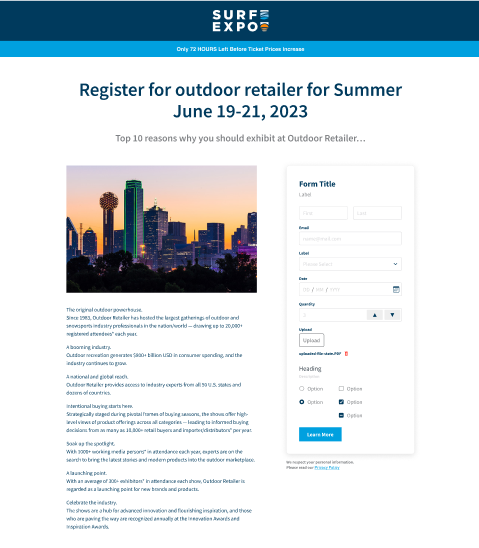 SURF
EXPO
Only 72 HOURS Left Before Ticket Prices Increase
Register for outdoor retailer for Summer
June 19-21, 2023
Top 10 reasons why you should exhibit at Outdoor Retailer...
The original outdoor powerhouse.
Since 1983, Outdoor Retailer has hosted the largest gatherings of outdoor and
snowsports industry professionals in the nation/world — drawing up to 20,000+
registered attendees* each year.
A booming industry.
Outdoor recreation generates $900+ billion USD in consumer spending, and the
industry continues to grow.
A national and global reach.
Outdoor Retailer provides access to industry experts from all 50 U.S. states and
dozens of countries.
Intentional buying starts here.
Strategically staged during pivotal times of buying seasons, the shows offer high-
level views of product offerings across all categories — leading to informed buying
decisions from as many as 10,000+ retail buyers and importers/distributors* per year.
Soak up the spotlight.
With 1000+ working media persons* in attendance each year, experts are on the
search to bring the latest stories and modern products into the outdoor marketplace.
A launching point.
With an average of 300+ exhibitors* in attendance each show, Outdoor Retailer is
regarded as a launching point for new trends and products.
Celebrate the industry.
The shows are a hub for advanced innovation and flourishing inspiration, and those
who are paving the way are recognized annually at the Innovation Awards and
Inspiration Awards.
Form Title
Label
First Last
Email
Label
Choose Select
Date
DD / MM / YYYY
Quantity
Upload
Upload
uploaded-file-state.PDF
Heading
Option Option
Option Option
Option
Learn More
We respect your personal information.
Please read our Privacy Policy